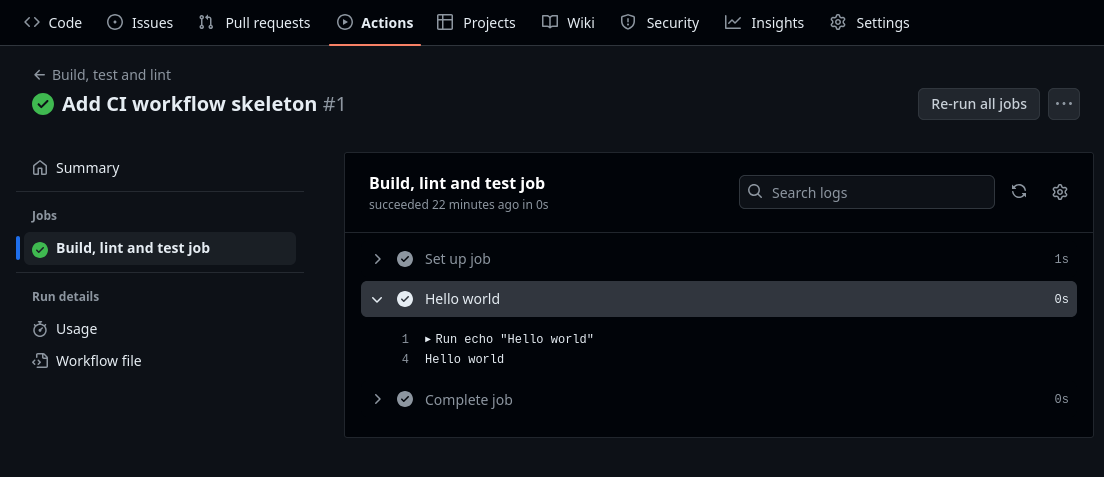 Code Issues Pull requests Actions Projects Wiki Security Insights Settings
Build, test and lint
Add CI workflow skeleton #1
Re-run all jobs
Summary
Jobs
Build, lint and test job
Run details
Usage
Workflow file
Build, lint and test job
succeeded 22 minutes ago in 0s
Search logs
Set up job 1s
Hello world 0s
1 Run echo "Hello world"
4 Hello world
Complete job 0s